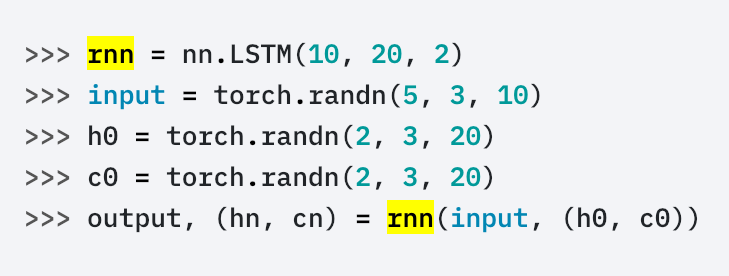 >>> rnn = nn.LSTM(10, 20, 2)
>>> input = torch.randn(5, 3, 10)
>>> h0 = torch.randn(2, 3, 20)
>>> c0 = torch.randn(2, 3, 20)
>>> output, (hn, cn) = rnn(input, (h0, c0))